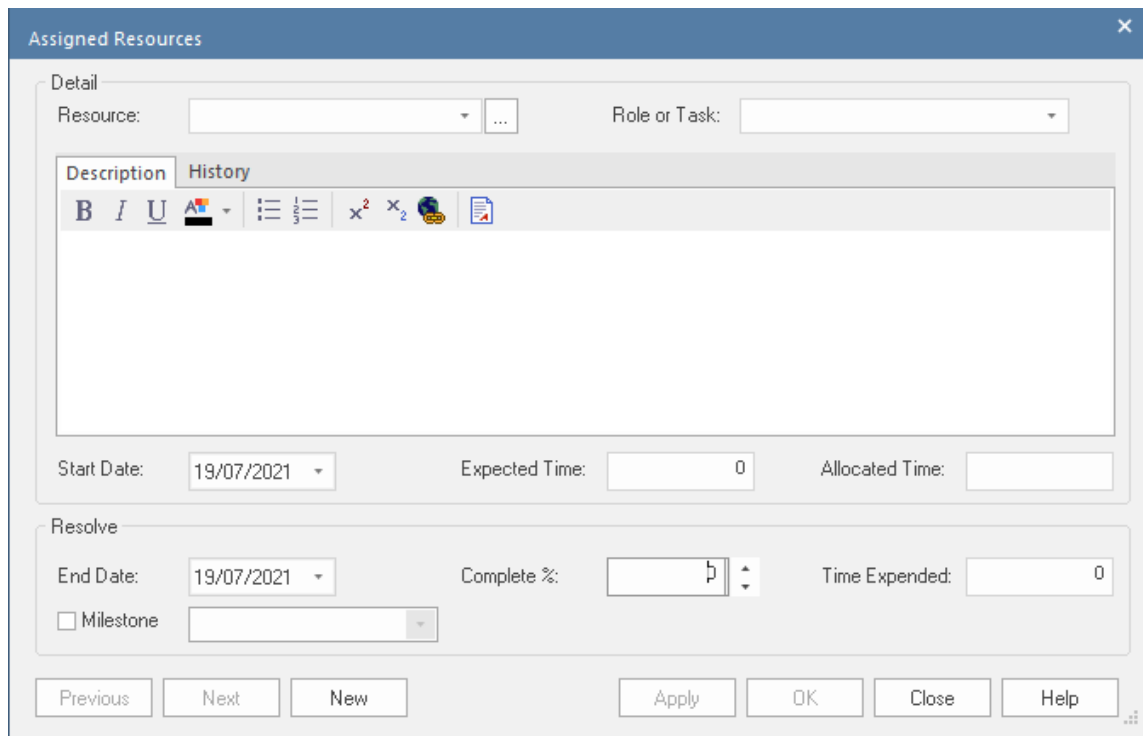 Assigned Resources
Detail
Resource: ... Role or Task:
Description History
B I U A x² x₂
Start Date: 19/07/2021 Expected Time: 0 Allocated Time:
Resolve
End Date: 19/07/2021 Complete %: 0 Time Expended: 0
Milestone
Previous Next New Apply OK Close Help